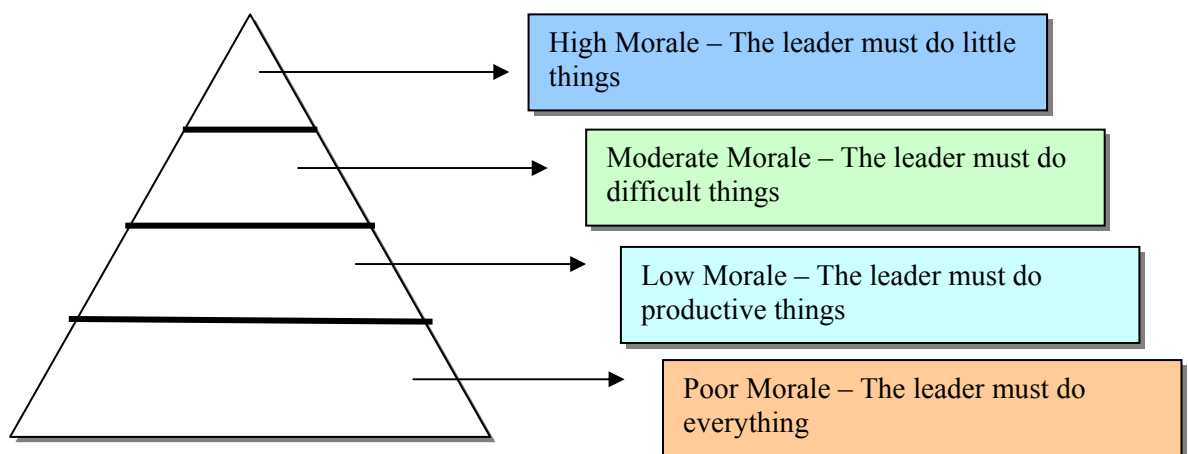 High Morale – The leader must do little
things
Moderate Morale – The leader must do
difficult things
Low Morale – The leader must do
productive things
Poor Morale – The leader must do
everything